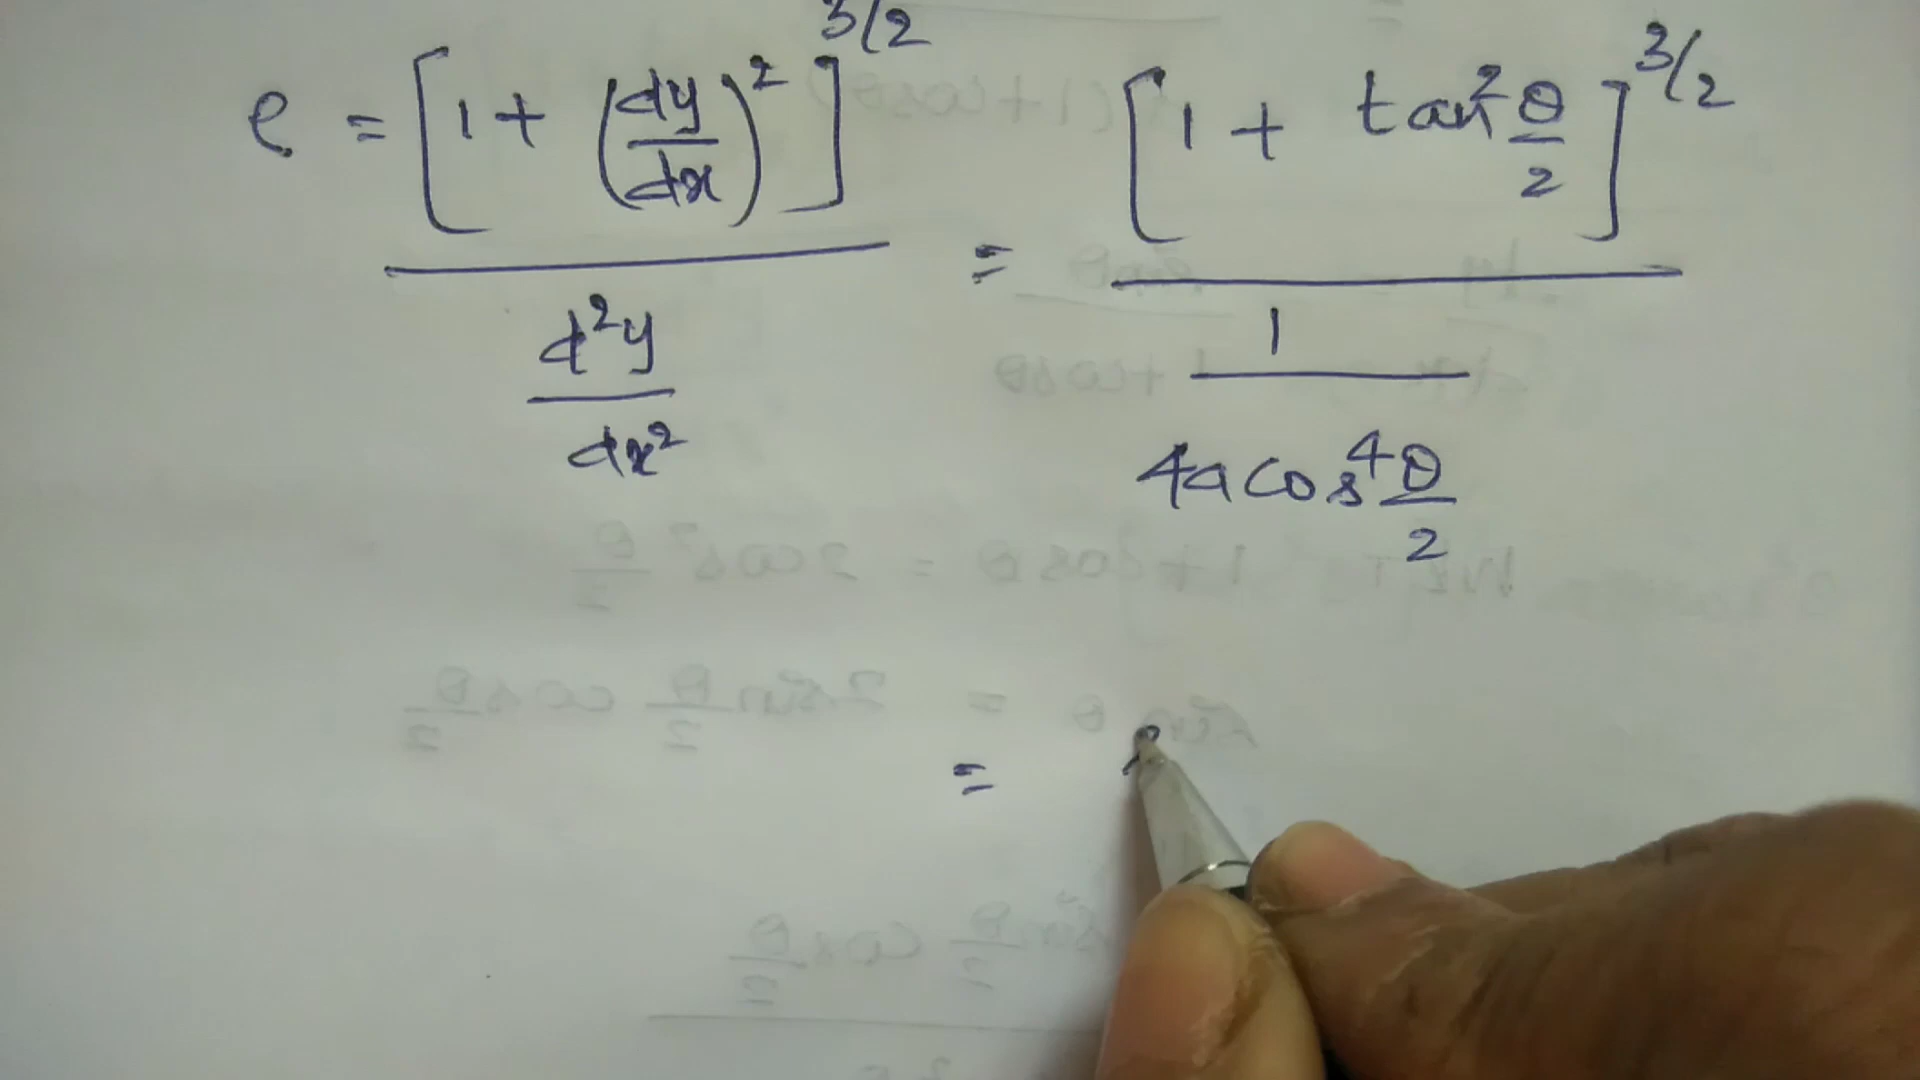 ρ = [1 + (dy/dx)²]^3/2 / (d²y/dx²) = [1 + tan² θ/2]^3/2 / (1/(4a cos⁴ θ/2))
=